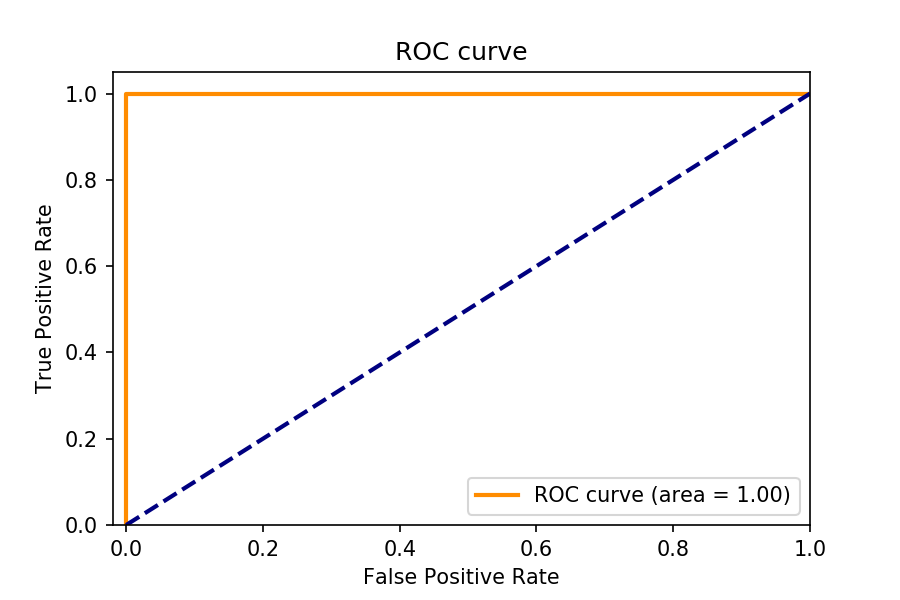 ROC curve
True Positive Rate
1.0
0.8
0.6
0.4
0.2
0.0
ROC curve (area = 1.00)
0.0 0.2 0.4 0.6 0.8 1.0
False Positive Rate